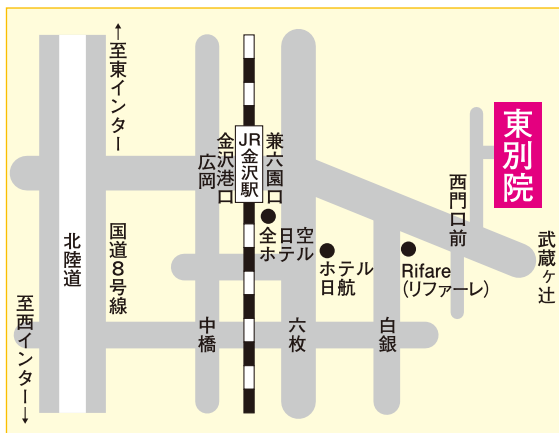 ↑至東インター
北陸道
国道8号線
至西インター↓
広岡
金沢港口
JR金沢駅
兼六園口
全日空
ホテル
ホテル
日航
Rifare
(リファーレ)
西門口前
東別院
武蔵ヶ辻
中橋
六枚
白銀